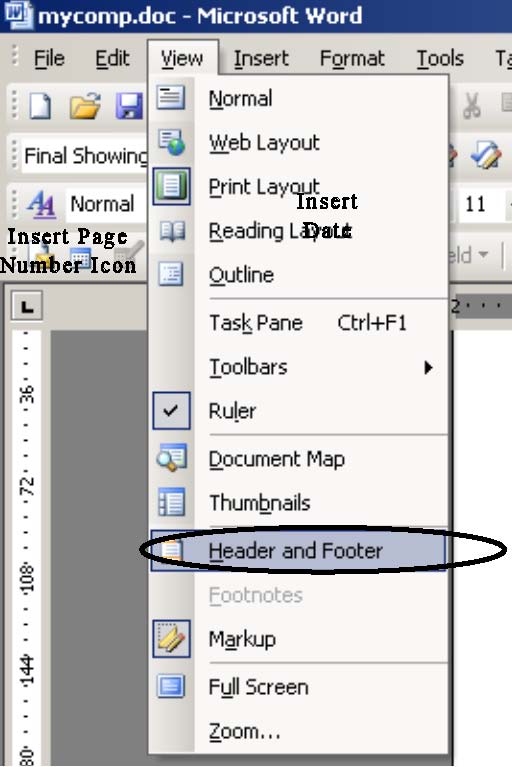 mycomp.doc - Microsoft Word
File Edit View Insert Format Tools
Normal
Web Layout
Final Showing
Print Layout
Insert
Normal
11
Reading Layout
Date
Insert Page
Number Icon
Outline
L
2
Task Pane Ctrl+F1
Toolbars
36
Ruler
Document Map
72
Thumbnails
Header and Footer
108
Footnotes
Markup
144
Full Screen
Zoom...